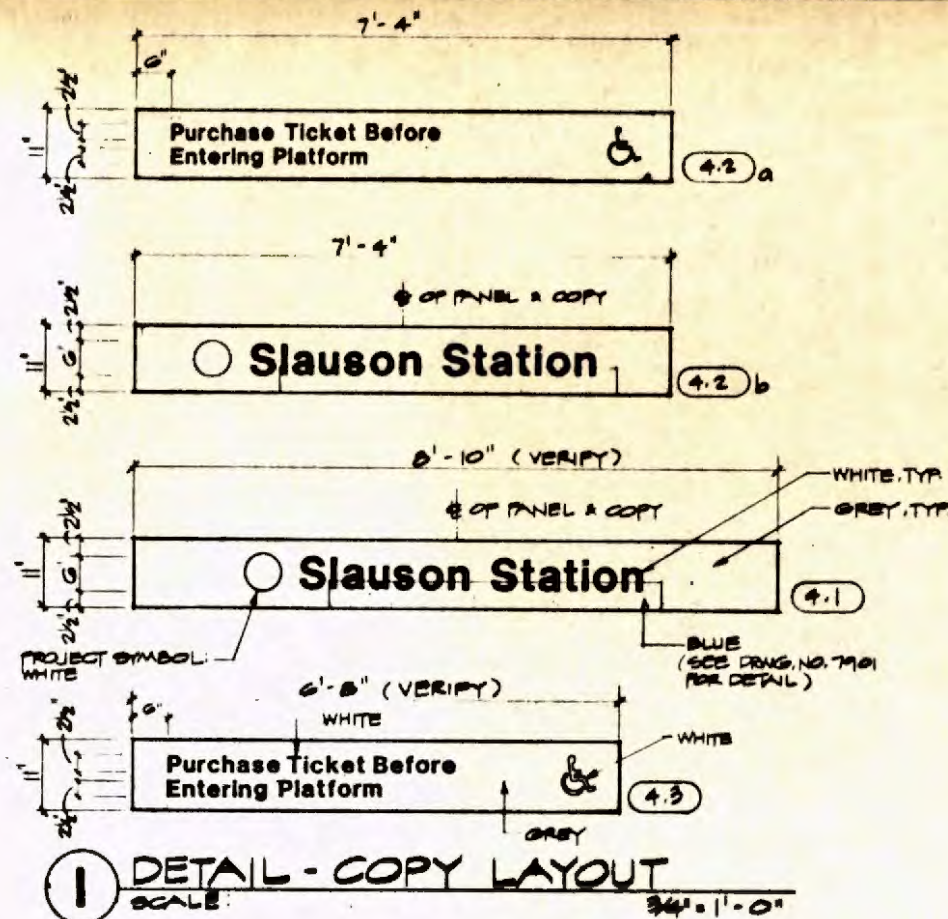 7'-4"
6"
2½"
11"
2½"
Purchase Ticket Before
Entering Platform
4.2 a
7'-4"
℄ OF PANEL & COPY
2½"
11"
6"
2½"
Slauson Station
4.2 b
8'-10" (VERIFY)
WHITE, TYP.
℄ OF PANEL & COPY
GREY, TYP.
2½"
11"
6"
2½"
Slauson Station
4.1
PROJECT SYMBOL:
WHITE
BLUE
(SEE DRWG. NO. 7901
FOR DETAIL)
6'-8" (VERIFY)
6"
WHITE
WHITE
2½"
11"
2½"
Purchase Ticket Before
Entering Platform
4.3
GREY
1 DETAIL - COPY LAYOUT
SCALE: 3/4" = 1'-0"